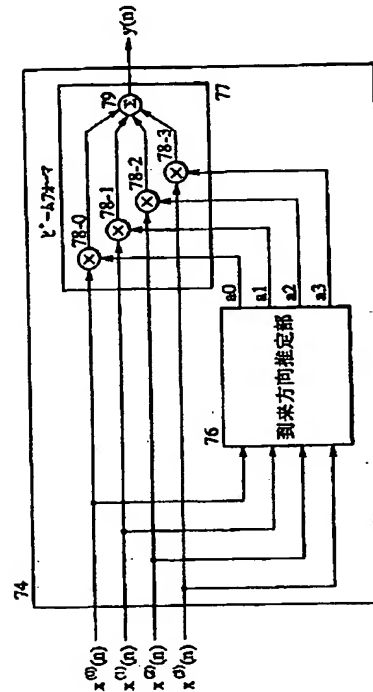 74
ビームフォーマ
79
y(n)
78-0
78-1
78-2
78-3
77
x(0)(n)
x(1)(n)
x(2)(n)
x(3)(n)
76
到来方向推定部
a0
a1
a2
a3